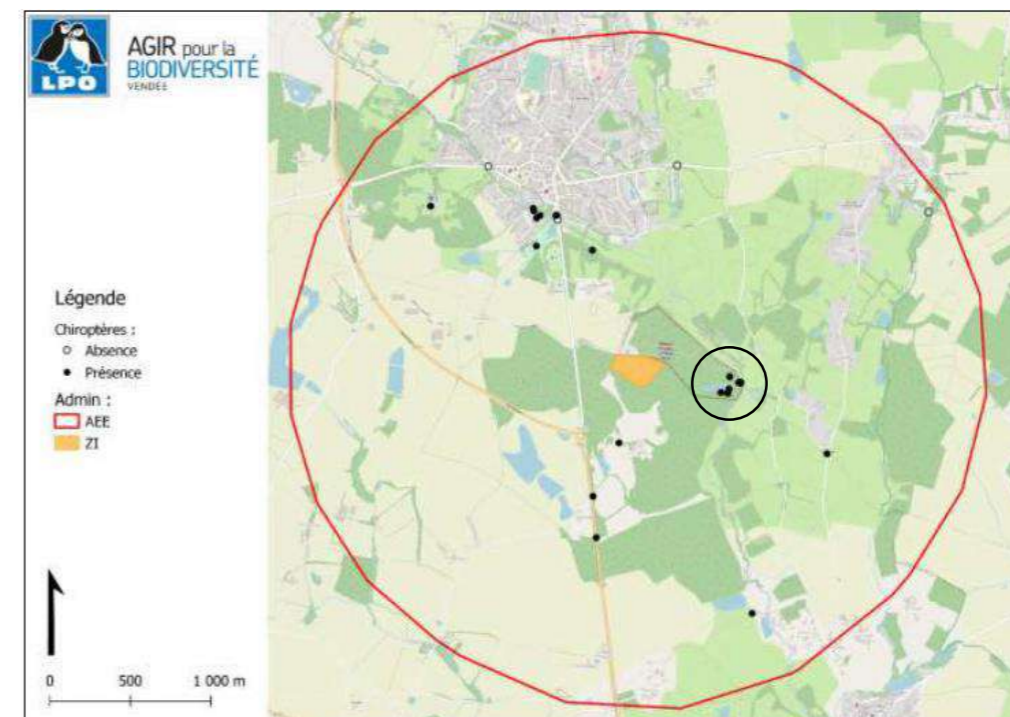 LPO
AGIR pour la
BIODIVERSITÉ
VENDÉE
Légende
Chiroptères :
Absence
Présence
Admin :
AEE
ZI
0 500 1 000 m